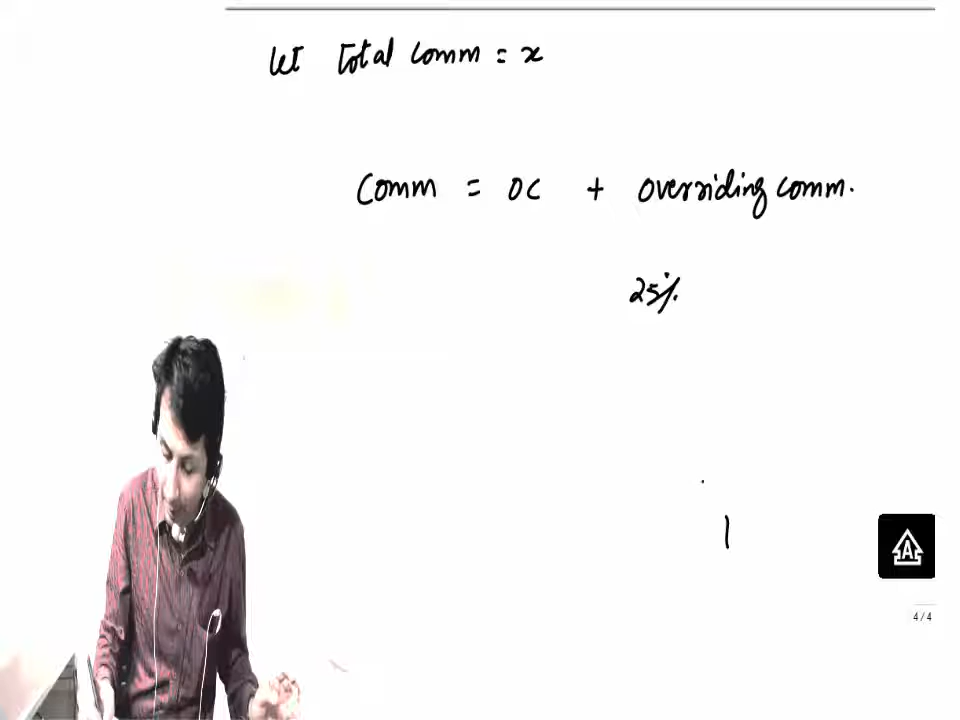 let total comm = x
Comm = OC + overriding comm.
25%
|
A
4/4